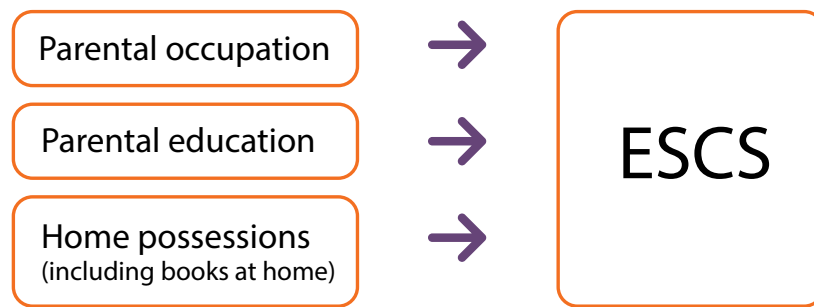 Parental occupation
Parental education
Home possessions
(including books at home)
ESCS